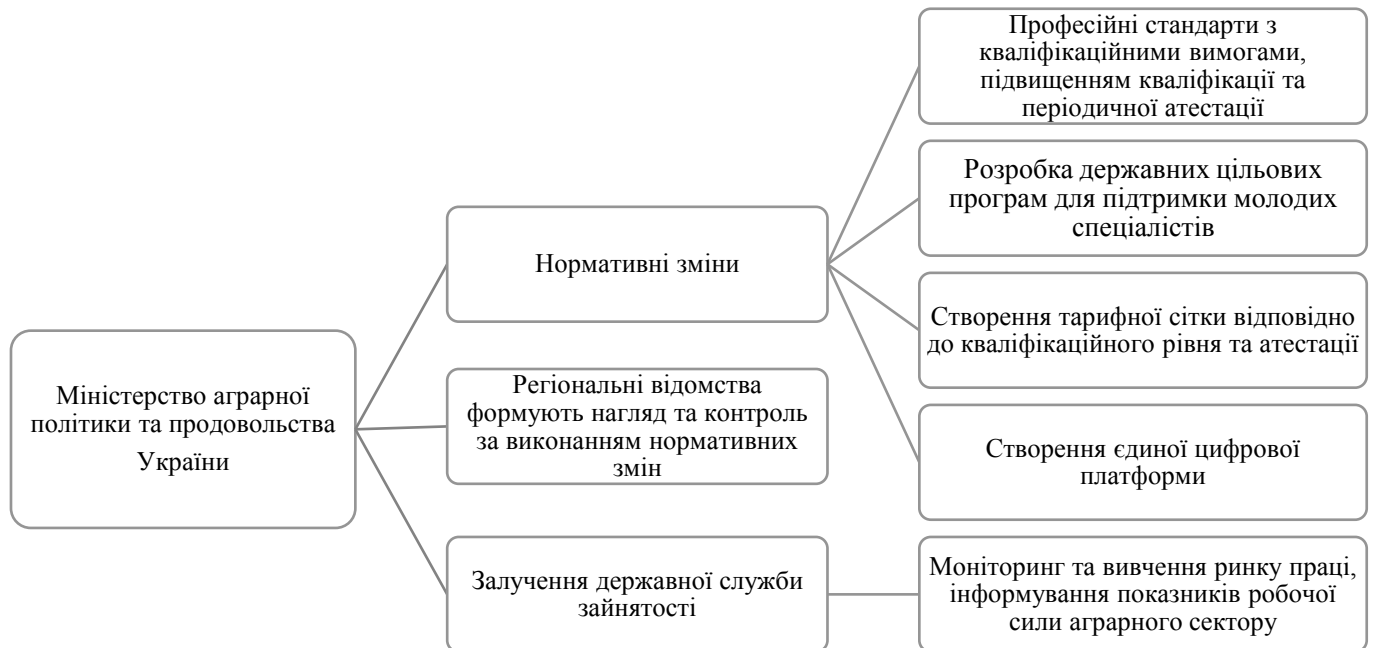 Міністерство аграрної
політики та продовольства
України
Нормативні зміни
Регіональні відомства
формують нагляд та контроль
за виконанням нормативних
змін
Залучення державної служби
зайнятості
Професійні стандарти з
кваліфікаційними вимогами,
підвищенням кваліфікації та
періодичної атестації
Розробка державних цільових
програм для підтримки молодих
спеціалістів
Створення тарифної сітки відповідно
до кваліфікаційного рівня та атестації
Створення єдиної цифрової
платформи
Моніторинг та вивчення ринку праці,
інформування показників робочої
сили аграрного сектору